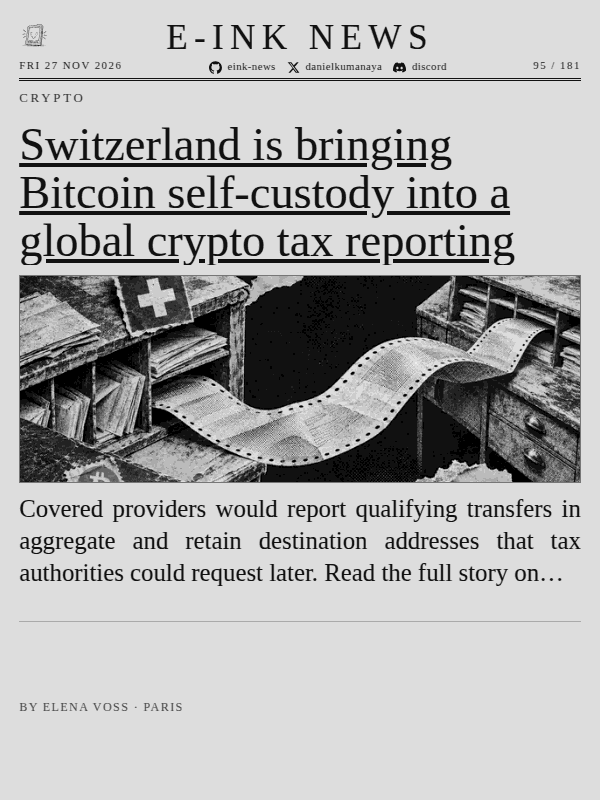 E-INK NEWS
FRI 27 NOV 2026
eink-news
danielkumanaya
discord
95 / 181
CRYPTO
Switzerland is bringing
Bitcoin self-custody into a
global crypto tax reporting
Covered providers would report qualifying transfers in
aggregate and retain destination addresses that tax
authorities could request later. Read the full story on…
BY ELENA VOSS · PARIS